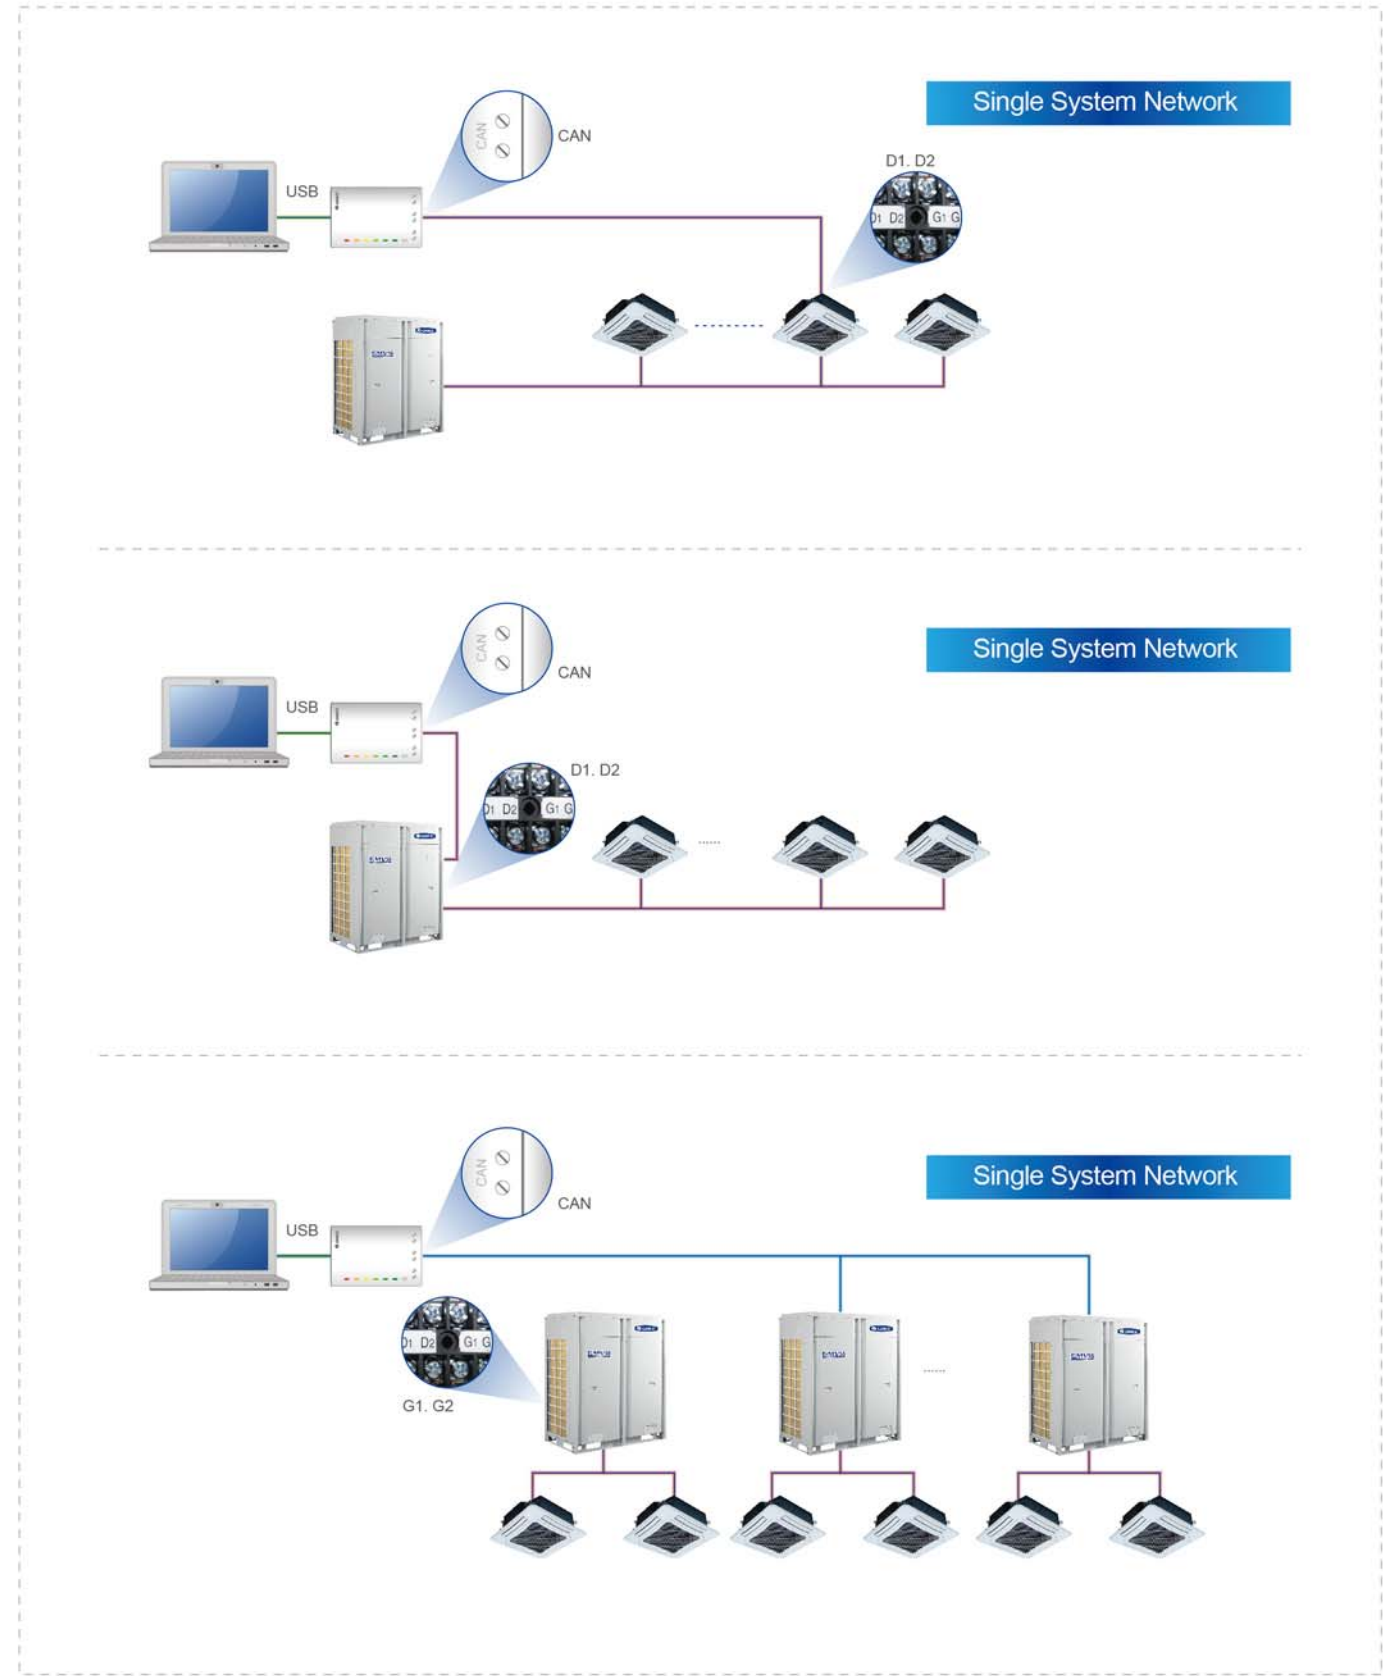 Single System Network
CAN
CAN
D1. D2
USB
D1 D2 G1 G
Single System Network
CAN
CAN
USB
D1. D2
D1 D2 G1 G
Single System Network
CAN
CAN
USB
D1 D2 G1 G
G1. G2